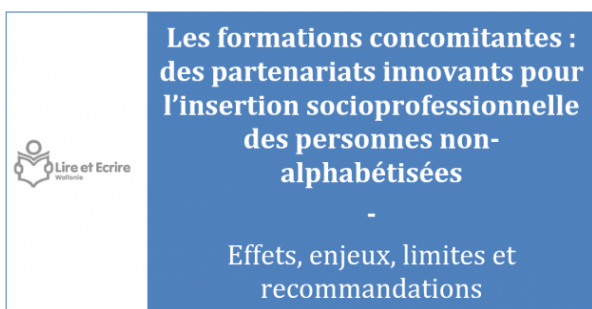 Lire et Ecrire
Wallonie
Les formations concomitantes :
des partenariats innovants pour
l'insertion socioprofessionnelle
des personnes non-
alphabétisées
-
Effets, enjeux, limites et
recommandations